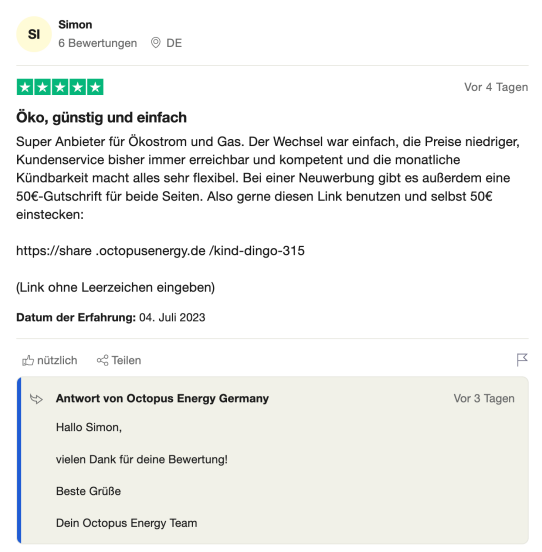 SI
Simon
6 Bewertungen DE
Vor 4 Tagen
Öko, günstig und einfach
Super Anbieter für Ökostrom und Gas. Der Wechsel war einfach, die Preise niedriger,
Kundenservice bisher immer erreichbar und kompetent und die monatliche
Kündbarkeit macht alles sehr flexibel. Bei einer Neuwerbung gibt es außerdem eine
50€-Gutschrift für beide Seiten. Also gerne diesen Link benutzen und selbst 50€
einstecken:
https://share .octopusenergy.de /kind-dingo-315
(Link ohne Leerzeichen eingeben)
Datum der Erfahrung: 04. Juli 2023
nützlich Teilen
Antwort von Octopus Energy Germany Vor 3 Tagen
Hallo Simon,
vielen Dank für deine Bewertung!
Beste Grüße
Dein Octopus Energy Team